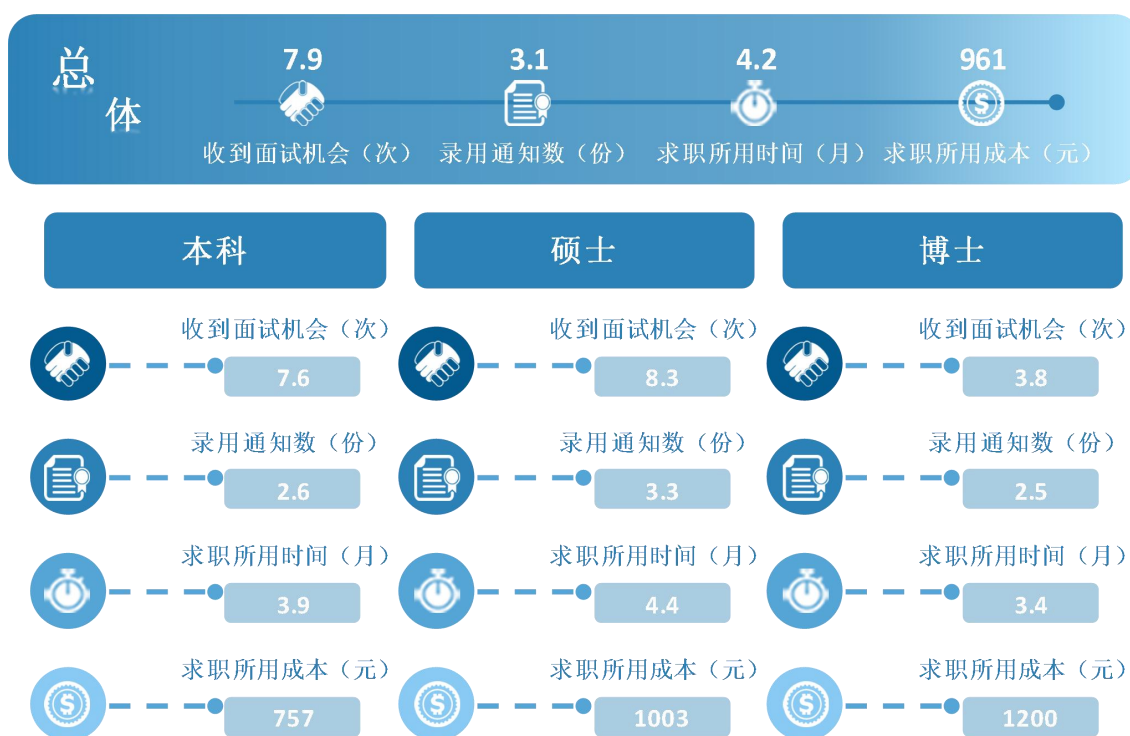 总体
7.9 3.1 4.2 961
收到面试机会（次） 录用通知数（份） 求职所用时间（月） 求职所用成本（元）
本科 硕士 博士
收到面试机会（次） 收到面试机会（次） 收到面试机会（次）
7.6 8.3 3.8
录用通知数（份） 录用通知数（份） 录用通知数（份）
2.6 3.3 2.5
求职所用时间（月） 求职所用时间（月） 求职所用时间（月）
3.9 4.4 3.4
求职所用成本（元） 求职所用成本（元） 求职所用成本（元）
757 1003 1200